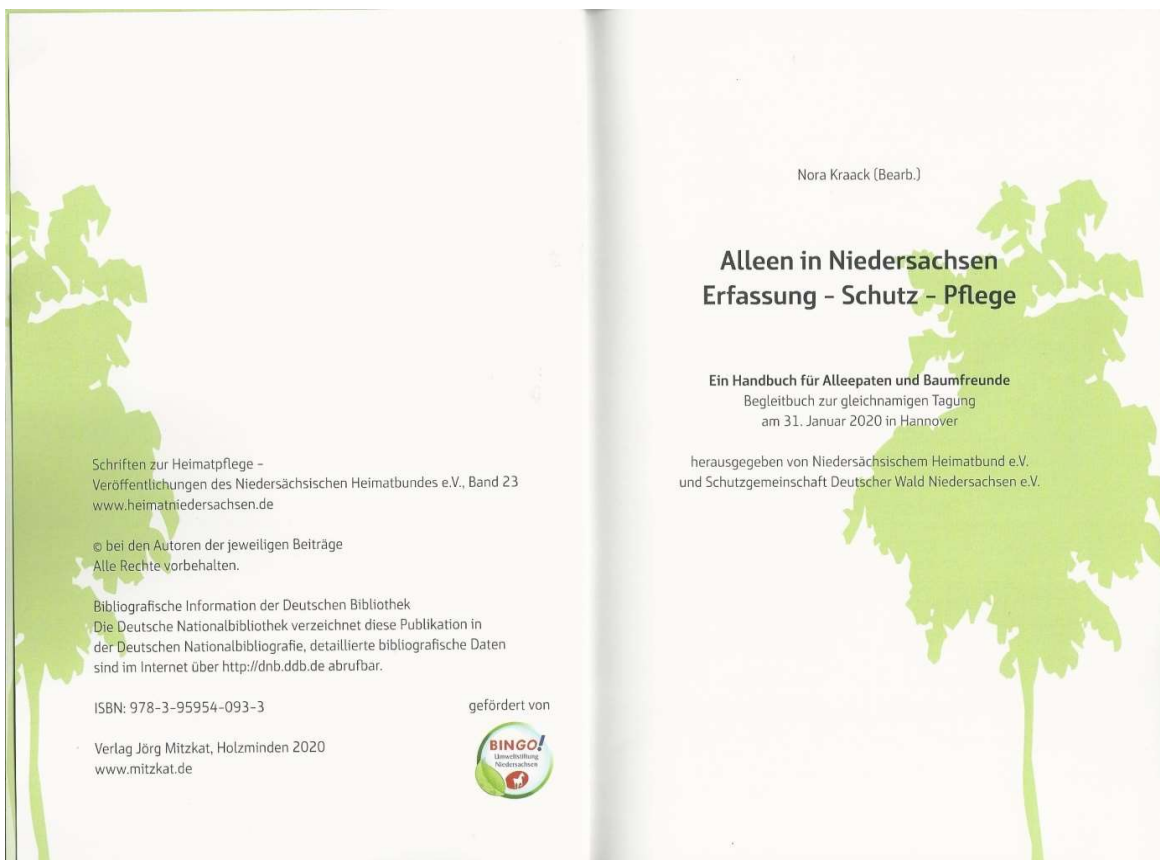 Schriften zur Heimatpflege –
Veröffentlichungen des Niedersächsischen Heimatbundes e.V., Band 23
www.heimatniedersachsen.de
© bei den Autoren der jeweiligen Beiträge
Alle Rechte vorbehalten.
Bibliografische Information der Deutschen Bibliothek
Die Deutsche Nationalbibliothek verzeichnet diese Publikation in
der Deutschen Nationalbibliografie, detaillierte bibliografische Daten
sind im Internet über http://dnb.ddb.de abrufbar.
ISBN: 978-3-95954-093-3
gefördert von
Verlag Jörg Mitzkat, Holzminden 2020
www.mitzkat.de
BINGO!
Umweltstiftung
Niedersachsen
Nora Kraack (Bearb.)
Alleen in Niedersachsen
Erfassung – Schutz – Pflege
Ein Handbuch für Alleepaten und Baumfreunde
Begleitbuch zur gleichnamigen Tagung
am 31. Januar 2020 in Hannover
herausgegeben von Niedersächsischem Heimatbund e.V.
und Schutzgemeinschaft Deutscher Wald Niedersachsen e.V.